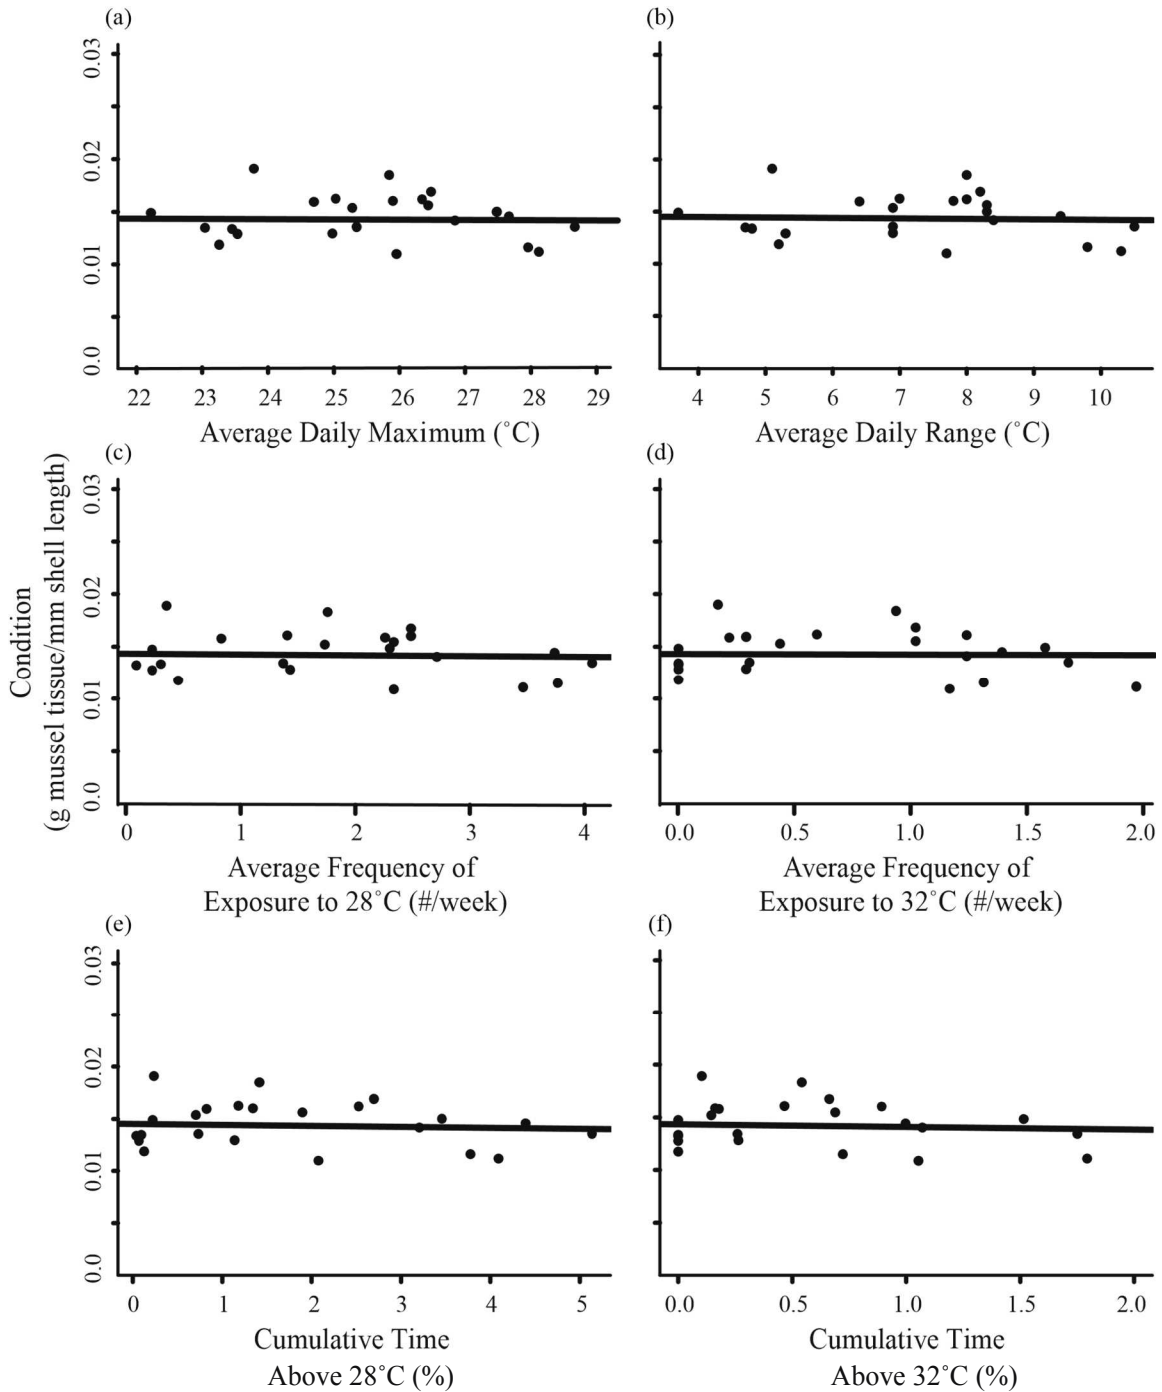 (a)
(b)
0.03
0.02
0.01
0.0
22 23 24 25 26 27 28 29
4 5 6 7 8 9 10
Average Daily Maximum (˚C)
Average Daily Range (˚C)
(c)
(d)
Condition
(g mussel tissue/mm shell length)
0.03
0.02
0.01
0.0
0 1 2 3 4
0.0 0.5 1.0 1.5 2.0
Average Frequency of
Exposure to 28˚C (#/week)
Average Frequency of
Exposure to 32˚C (#/week)
(e)
(f)
0.03
0.02
0.01
0.0
0 1 2 3 4 5
0.0 0.5 1.0 1.5 2.0
Cumulative Time
Above 28˚C (%)
Cumulative Time
Above 32˚C (%)